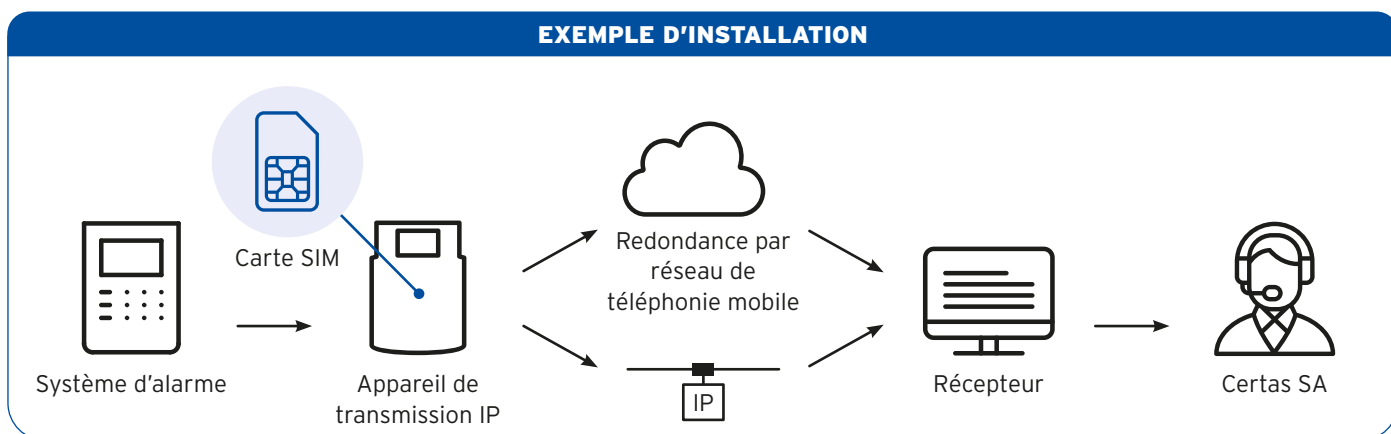 EXEMPLE D'INSTALLATION
Carte SIM
Système d'alarme
Appareil de
transmission IP
Redondance par
réseau de
téléphonie mobile
IP
Récepteur
Certas SA